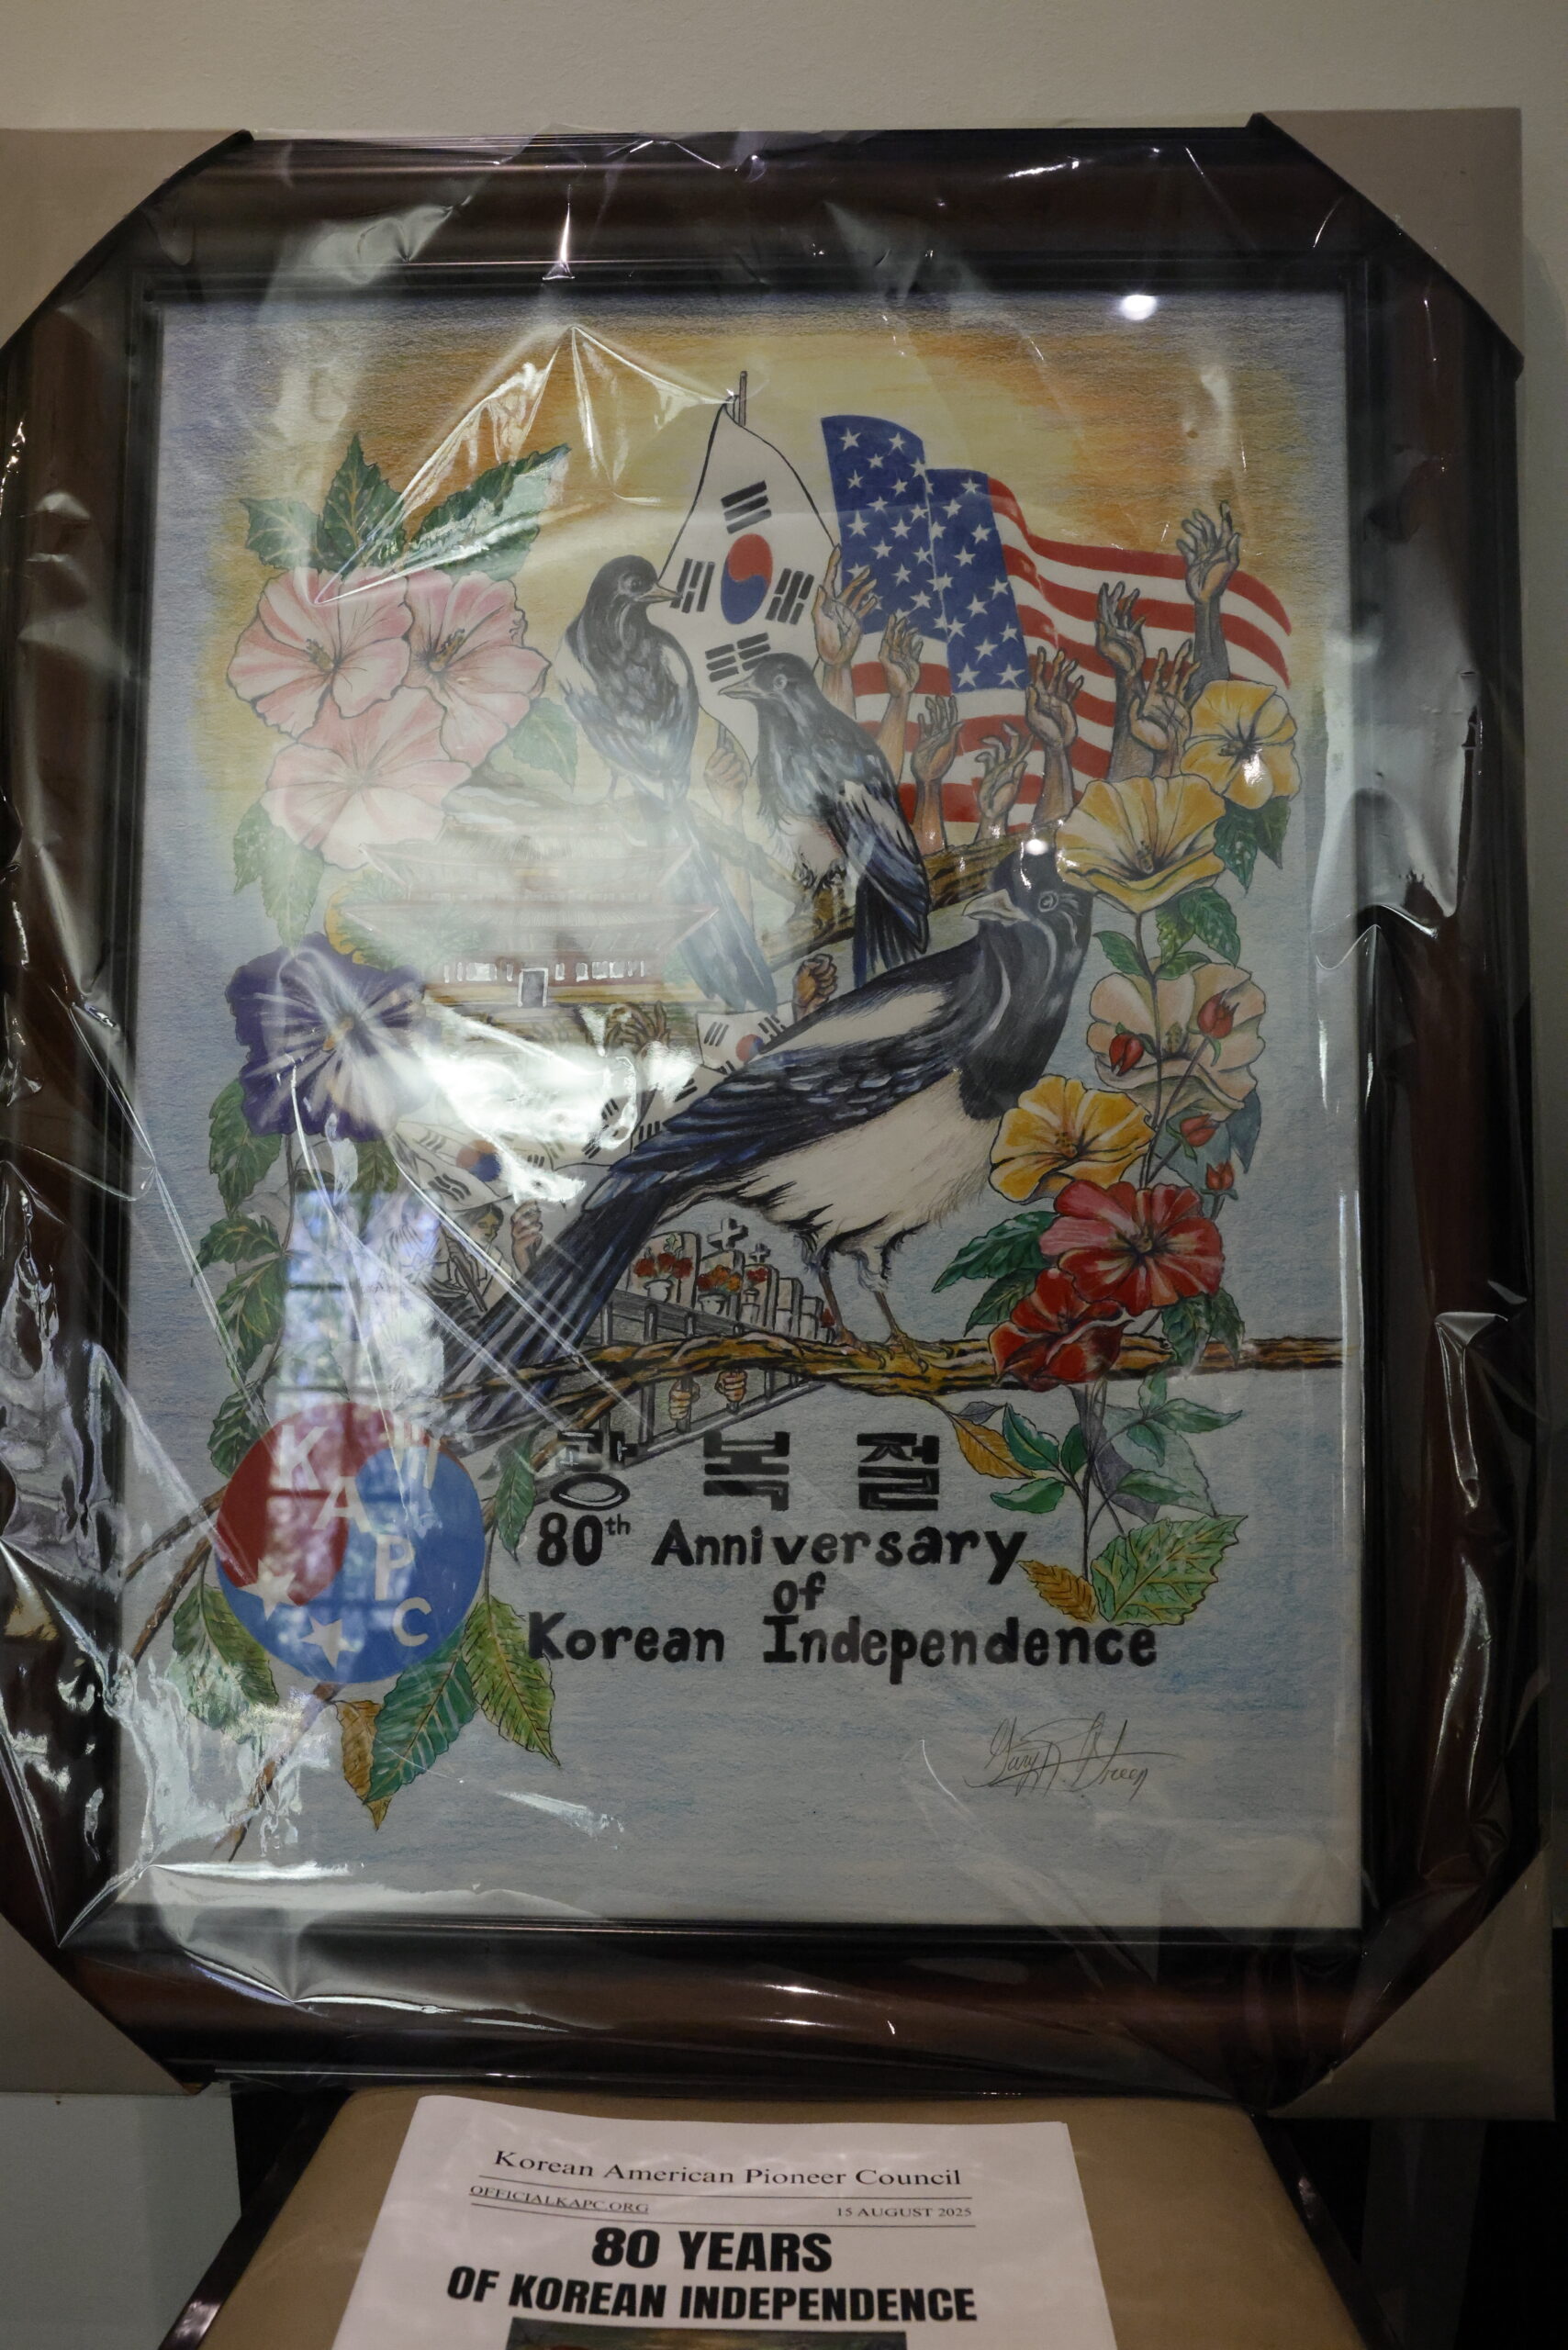 K
A
P
C
광복절
80th Anniversary
of
Korean Independence
Korean American Pioneer Council
OFFICIALKAPC.ORG 15 AUGUST 2025
80 YEARS
OF KOREAN INDEPENDENCE